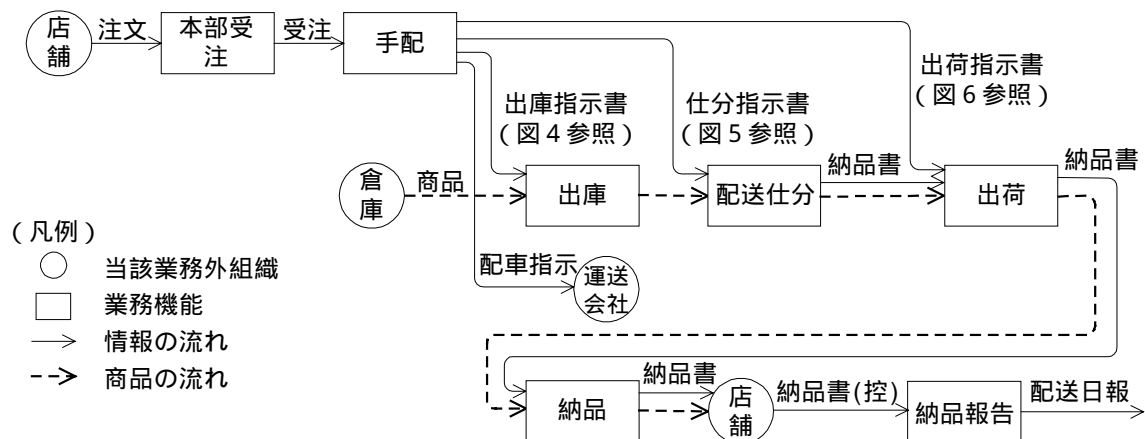 店
舗
注文
本部受
注
受注
手配
出庫指示書
（図４参照）
仕分指示書
（図５参照）
出荷指示書
（図６参照）
倉
庫
商品
出庫
配送仕分
納品書
出荷
納品書
（凡例）
当該業務外組織
業務機能
情報の流れ
商品の流れ
配車指示
運送
会社
納品
納品書
店
舗
納品書(控)
納品報告
配送日報